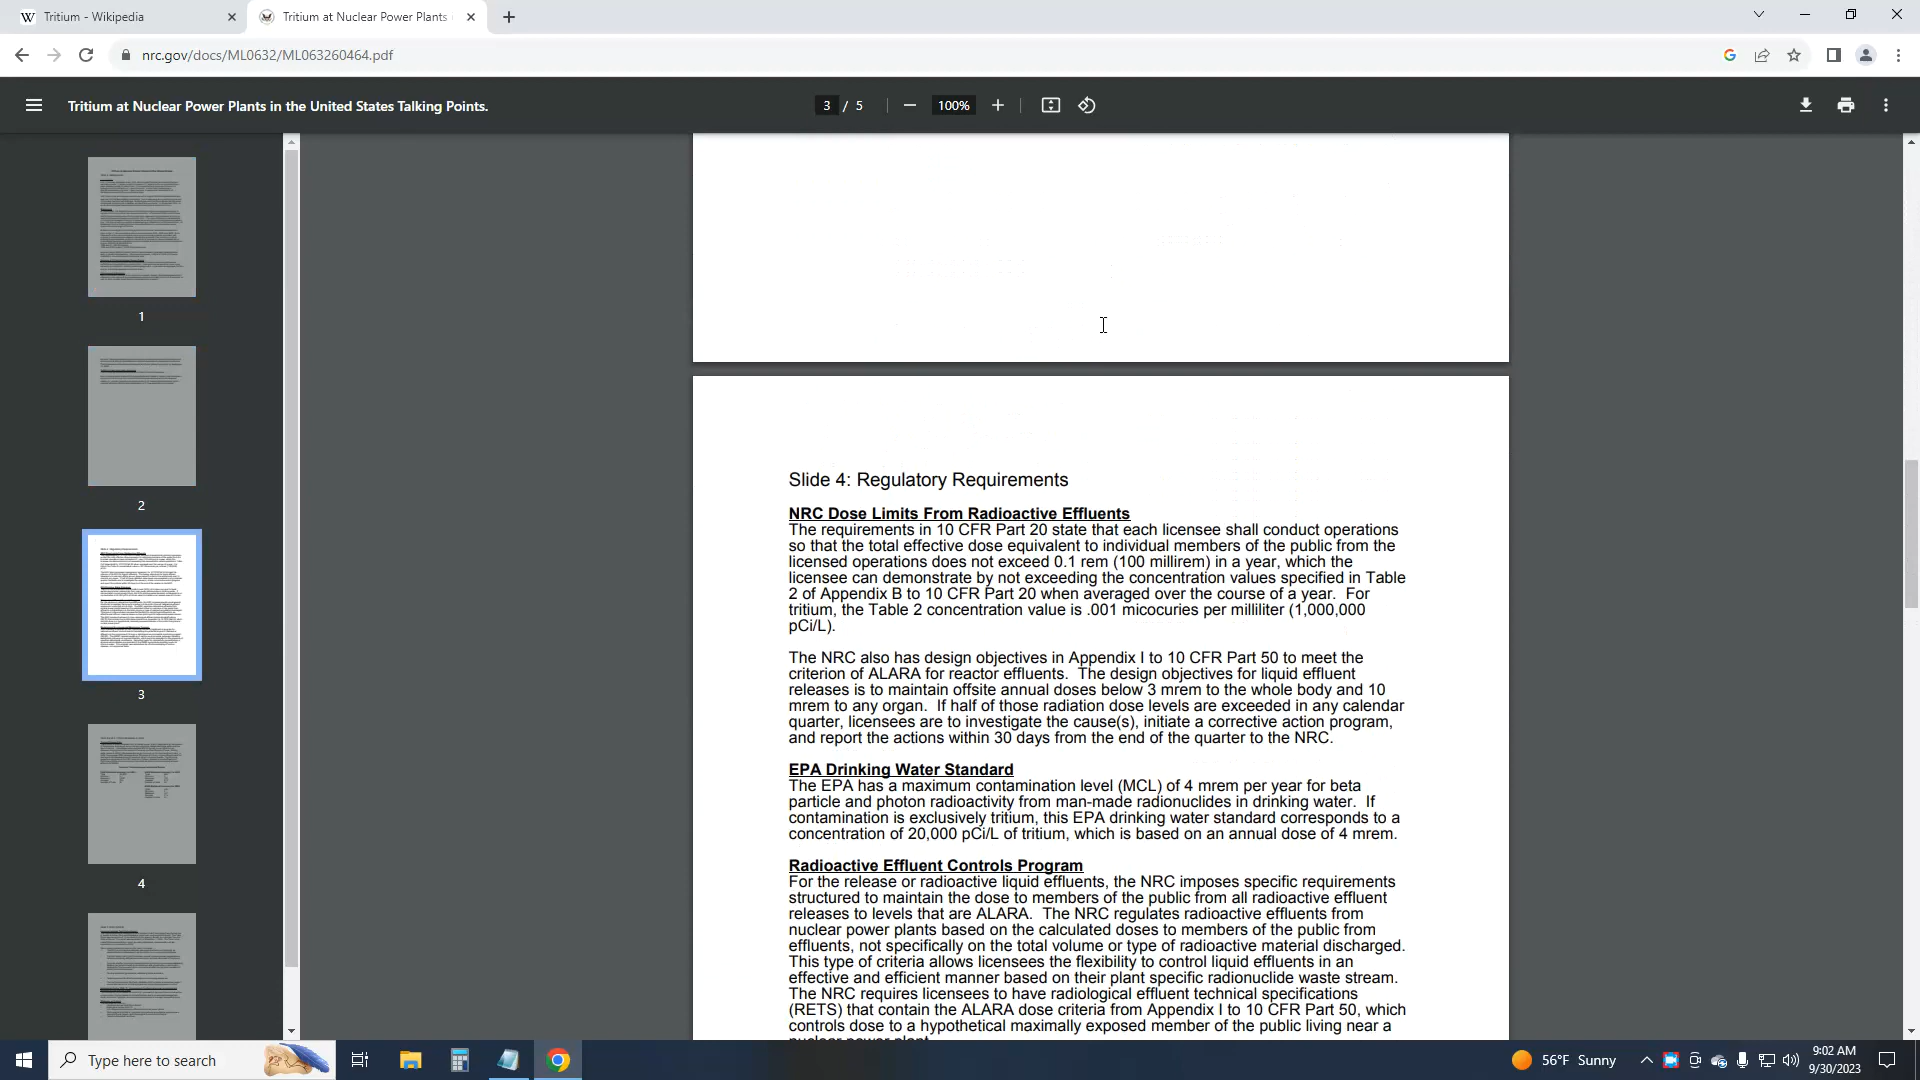 Tritium - Wikipedia
Tritium at Nuclear Power Plants
nrc.gov/docs/ML0632/ML063260464.pdf
Tritium at Nuclear Power Plants in the United States Talking Points.
3 / 5
100%
1
2
3
4
Slide 4: Regulatory Requirements
NRC Dose Limits From Radioactive Effluents
The requirements in 10 CFR Part 20 state that each licensee shall conduct operations
so that the total effective dose equivalent to individual members of the public from the
licensed operations does not exceed 0.1 rem (100 millirem) in a year, which the
licensee can demonstrate by not exceeding the concentration values specified in Table
2 of Appendix B to 10 CFR Part 20 when averaged over the course of a year.  For
tritium, the Table 2 concentration value is .001 micocuries per milliliter (1,000,000
pCi/L).
The NRC also has design objectives in Appendix I to 10 CFR Part 50 to meet the
criterion of ALARA for reactor effluents.  The design objectives for liquid effluent
releases is to maintain offsite annual doses below 3 mrem to the whole body and 10
mrem to any organ.  If half of those radiation dose levels are exceeded in any calendar
quarter, licensees are to investigate the cause(s), initiate a corrective action program,
and report the actions within 30 days from the end of the quarter to the NRC.
EPA Drinking Water Standard
The EPA has a maximum contamination level (MCL) of 4 mrem per year for beta
particle and photon radioactivity from man-made radionuclides in drinking water.  If
contamination is exclusively tritium, this EPA drinking water standard corresponds to a
concentration of 20,000 pCi/L of tritium, which is based on an annual dose of 4 mrem.
Radioactive Effluent Controls Program
For the release or radioactive liquid effluents, the NRC imposes specific requirements
structured to maintain the dose to members of the public from all radioactive effluent
releases to levels that are ALARA.  The NRC regulates radioactive effluents from
nuclear power plants based on the calculated doses to members of the public from
effluents, not specifically on the total volume or type of radioactive material discharged.
This type of criteria allows licensees the flexibility to control liquid effluents in an
effective and efficient manner based on their plant specific radionuclide waste stream.
The NRC requires licensees to have radiological effluent technical specifications
(RETS) that contain the ALARA dose criteria from Appendix I to 10 CFR Part 50, which
controls dose to a hypothetical maximally exposed member of the public living near a
Type here to search
56°F Sunny
9:02 AM
9/30/2023